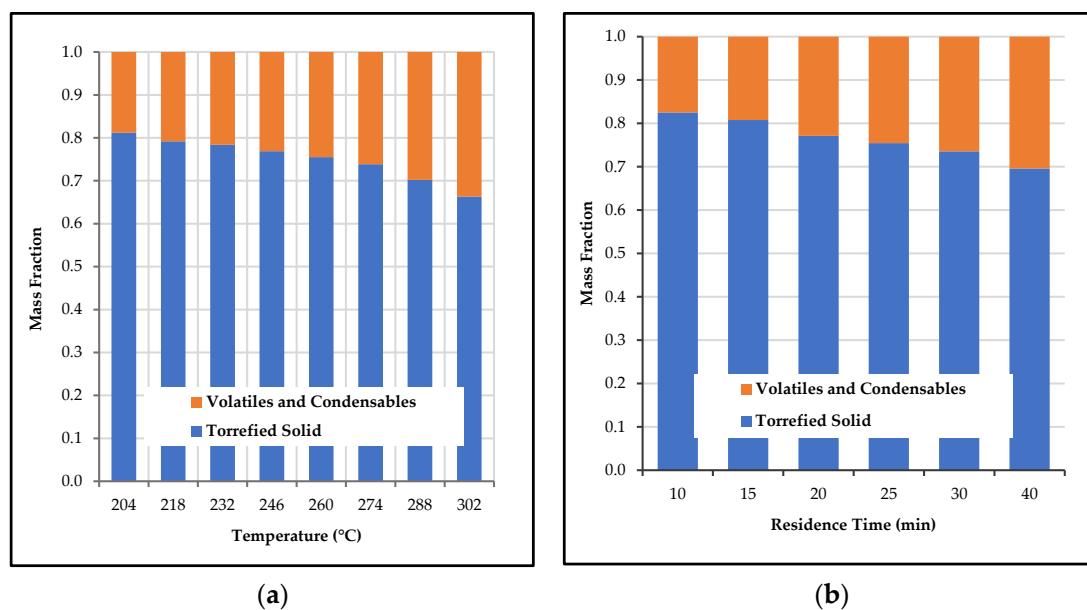 1.0
0.9
0.8
0.7
0.6
0.5
0.4
0.3
0.2
0.1
0.0
Mass Fraction
Volatiles and Condensables
Torrefied Solid
204 218 232 246 260 274 288 302
Temperature (°C)
(a)
1.0
0.9
0.8
0.7
0.6
0.5
0.4
0.3
0.2
0.1
0.0
Mass Fraction
Volatiles and Condensables
Torrefied Solid
10 15 20 25 30 40
Residence Time (min)
(b)